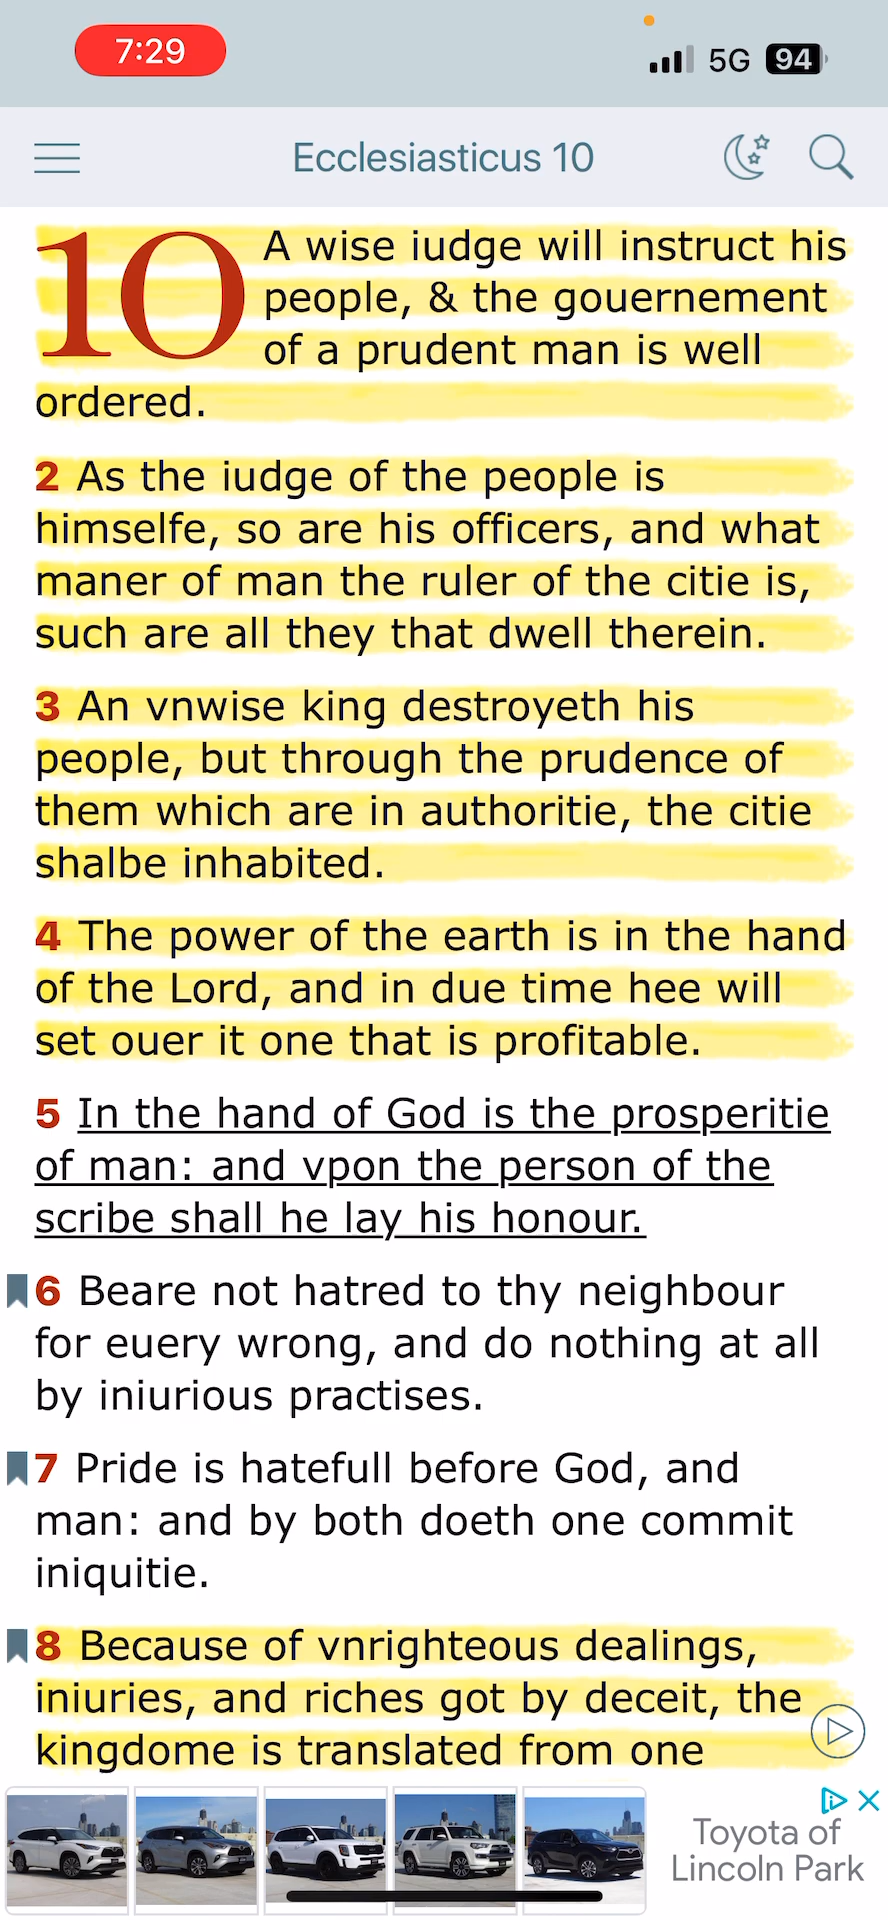 7:29
5G 94
Ecclesiasticus 10
10 A wise iudge will instruct his
people, & the gouernement
of a prudent man is well
ordered.
2 As the iudge of the people is
himselfe, so are his officers, and what
maner of man the ruler of the citie is,
such are all they that dwell therein.
3 An vnwise king destroyeth his
people, but through the prudence of
them which are in authoritie, the citie
shalbe inhabited.
4 The power of the earth is in the hand
of the Lord, and in due time hee will
set ouer it one that is profitable.
5 In the hand of God is the prosperitie
of man: and vpon the person of the
scribe shall he lay his honour.
6 Beare not hatred to thy neighbour
for euery wrong, and do nothing at all
by iniurious practises.
7 Pride is hatefull before God, and
man: and by both doeth one commit
iniquitie.
8 Because of vnrighteous dealings,
iniuries, and riches got by deceit, the
kingdome is translated from one
Toyota of
Lincoln Park